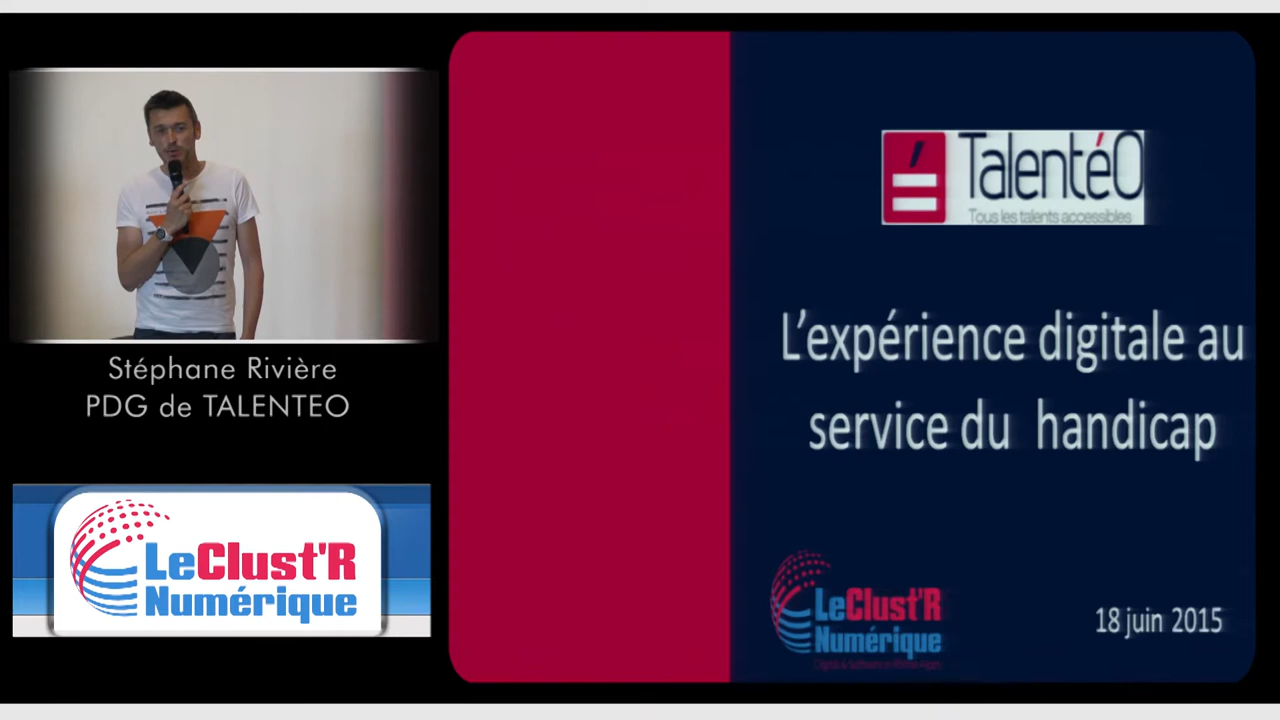 Stéphane Rivière
PDG de TALENTEO
LeClust'R
Numérique
TalentéO
Tous les talents accessibles
L'expérience digitale au
service du handicap
LeClust'R
Numérique
18 juin 2015